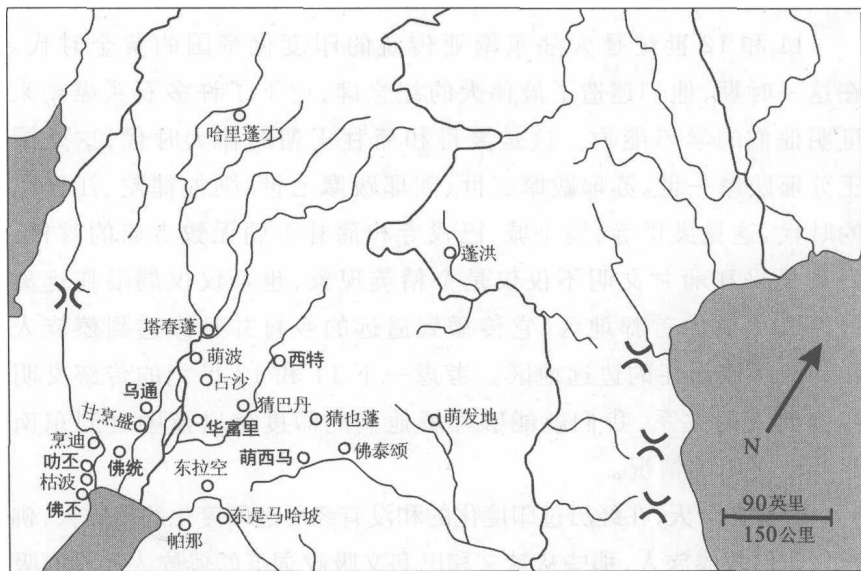 哈里蓬才
蓬洪
塔春蓬
萌波
西特
占沙
乌通
猜巴丹
甘烹盛
华富里
猜也蓬
萌发地
烹迪
叻丕
佛统
萌西马
佛泰颂
枯波
东拉空
佛丕
东是马哈坡
帕那
N
90英里
150公里